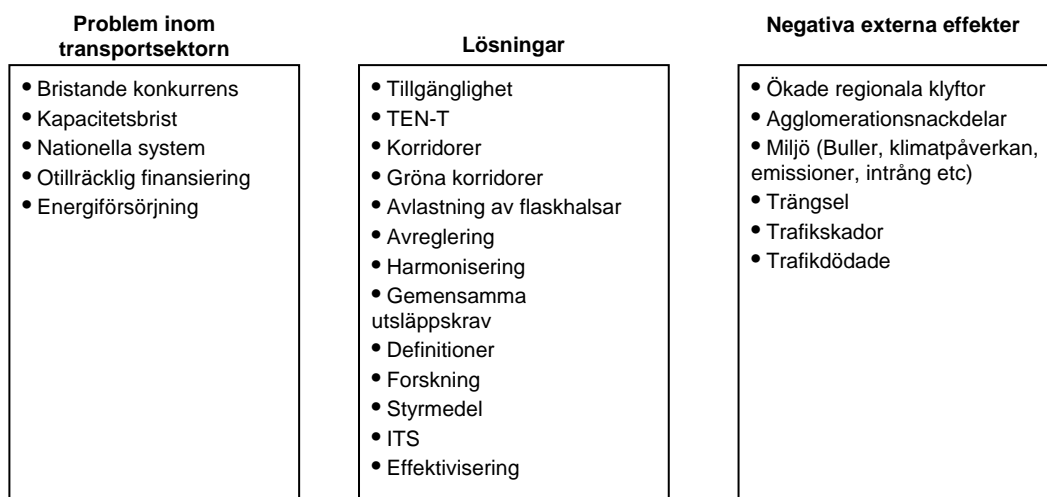 Problem inom
transportsektorn
• Bristande konkurrens
• Kapacitetsbrist
• Nationella system
• Otillräcklig finansiering
• Energiförsörjning
Lösningar
• Tillgänglighet
• TEN-T
• Korridorer
• Gröna korridorer
• Avlastning av flaskhalsar
• Avreglering
• Harmonisering
• Gemensamma
utsläppskrav
• Definitioner
• Forskning
• Styrmedel
• ITS
• Effektivisering
Negativa externa effekter
• Ökade regionala klyftor
• Agglomerationsnackdelar
• Miljö (Buller, klimatpåverkan,
emissioner, intrång etc)
• Trängsel
• Trafikskador
• Trafikdödade